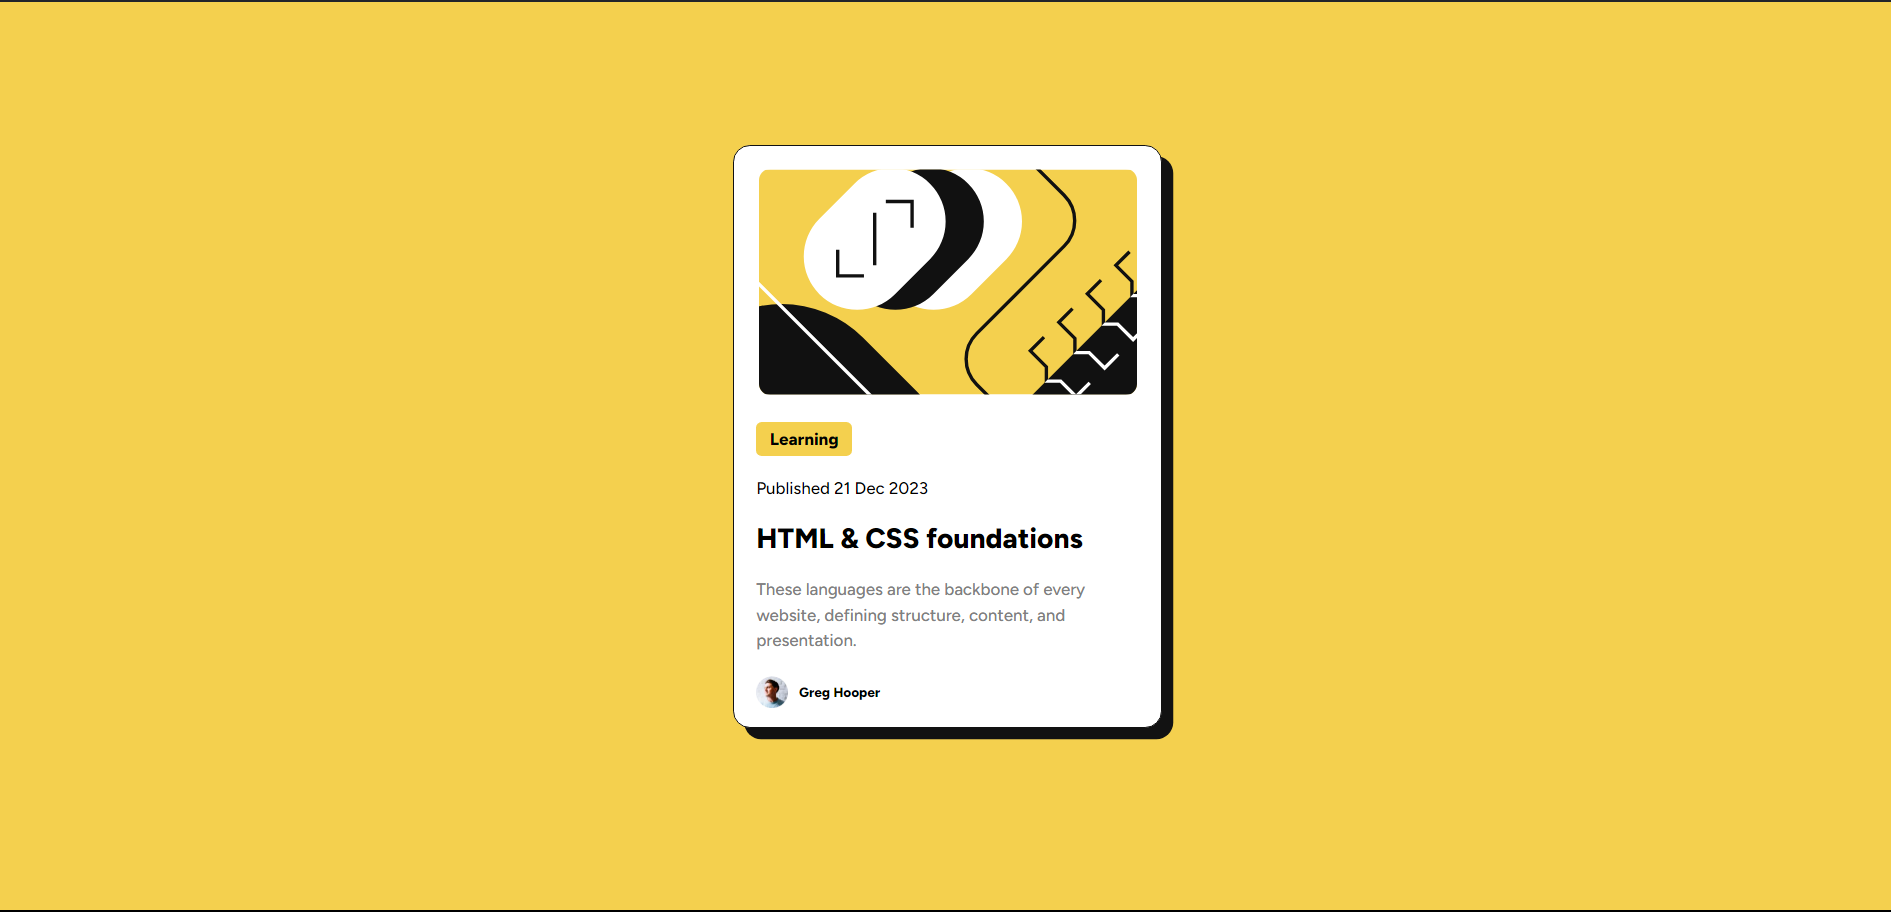 Learning
Published 21 Dec 2023
HTML & CSS foundations
These languages are the backbone of every
website, defining structure, content, and
presentation.
Greg Hooper